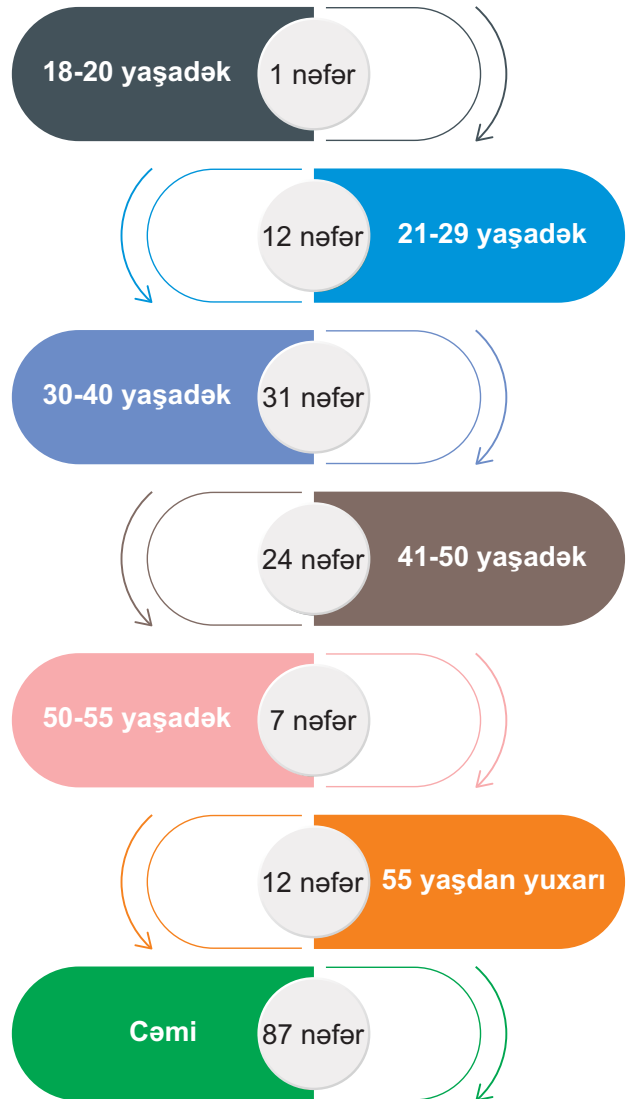 18-20 yaşadək 1 nəfər
12 nəfər 21-29 yaşadək
30-40 yaşadək 31 nəfər
24 nəfər 41-50 yaşadək
50-55 yaşadək 7 nəfər
12 nəfər 55 yaşdan yuxarı
Cəmi 87 nəfər